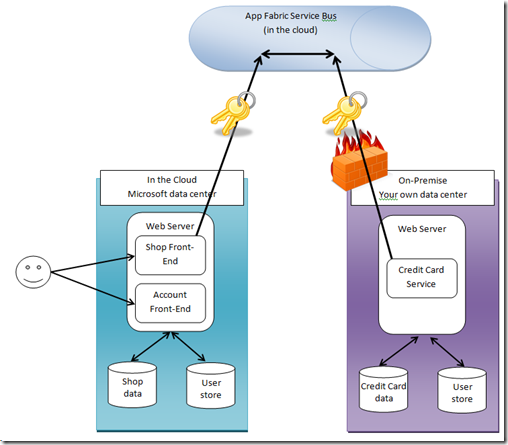 App Fabric Service Bus
(in the cloud)
In the Cloud
Microsoft data center
On-Premise
Your own data center
Web Server
Shop Front-
End
Account
Front-End
Shop
data
User
store
Web Server
Credit Card
Service
Credit Card
data
User
store